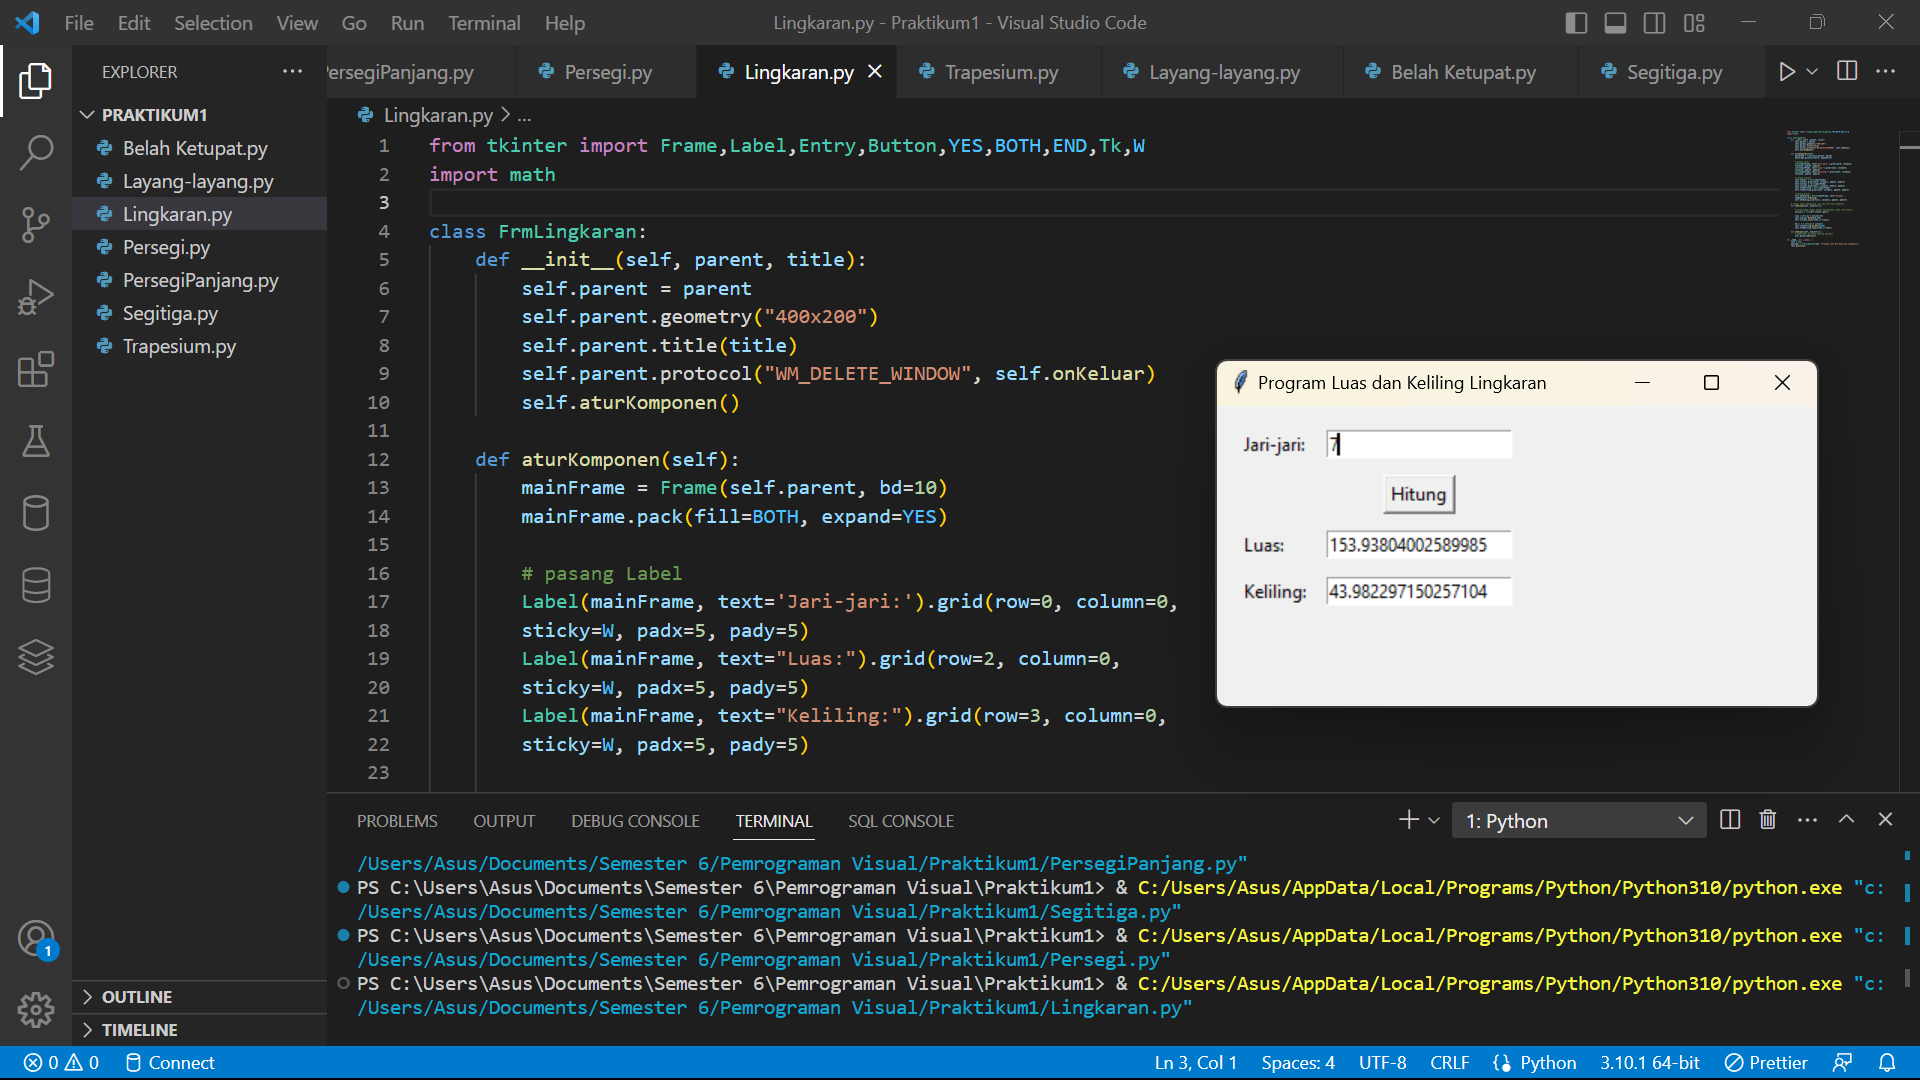 File Edit Selection View Go Run Terminal Help
Lingkaran.py - Praktikum1 - Visual Studio Code
EXPLORER
PRAKTIKUM1
Belah Ketupat.py
Layang-layang.py
Lingkaran.py
Persegi.py
PersegiPanjang.py
Segitiga.py
Trapesium.py
OUTLINE
TIMELINE
ersegiPanjang.py Persegi.py Lingkaran.py Trapesium.py Layang-layang.py Belah Ketupat.py Segitiga.py
Lingkaran.py > ...
1 from tkinter import Frame,Label,Entry,Button,YES,BOTH,END,Tk,W
2 import math
3
4 class FrmLingkaran:
5 def __init__(self, parent, title):
6 self.parent = parent
7 self.parent.geometry("400x200")
8 self.parent.title(title)
9 self.parent.protocol("WM_DELETE_WINDOW", self.onKeluar)
10 self.aturKomponen()
11
12 def aturKomponen(self):
13 mainFrame = Frame(self.parent, bd=10)
14 mainFrame.pack(fill=BOTH, expand=YES)
15
16 # pasang Label
17 Label(mainFrame, text='Jari-jari:').grid(row=0, column=0,
18 sticky=W, padx=5, pady=5)
19 Label(mainFrame, text="Luas:").grid(row=2, column=0,
20 sticky=W, padx=5, pady=5)
21 Label(mainFrame, text="Keliling:").grid(row=3, column=0,
22 sticky=W, padx=5, pady=5)
23
Program Luas dan Keliling Lingkaran
Jari-jari: 7
Hitung
Luas: 153.93804002589985
Keliling: 43.982297150257104
PROBLEMS OUTPUT DEBUG CONSOLE TERMINAL SQL CONSOLE
1: Python
/Users/Asus/Documents/Semester 6/Pemrograman Visual/Praktikum1/PersegiPanjang.py"
PS C:\Users\Asus\Documents\Semester 6\Pemrograman Visual\Praktikum1> & C:/Users/Asus/AppData/Local/Programs/Python/Python310/python.exe "c:
/Users/Asus/Documents/Semester 6/Pemrograman Visual/Praktikum1/Segitiga.py"
PS C:\Users\Asus\Documents\Semester 6\Pemrograman Visual\Praktikum1> & C:/Users/Asus/AppData/Local/Programs/Python/Python310/python.exe "c:
/Users/Asus/Documents/Semester 6/Pemrograman Visual/Praktikum1/Persegi.py"
PS C:\Users\Asus\Documents\Semester 6\Pemrograman Visual\Praktikum1> & C:/Users/Asus/AppData/Local/Programs/Python/Python310/python.exe "c:
/Users/Asus/Documents/Semester 6/Pemrograman Visual/Praktikum1/Lingkaran.py"
1
0 0 Connect
Ln 3, Col 1 Spaces: 4 UTF-8 CRLF Python 3.10.1 64-bit Prettier